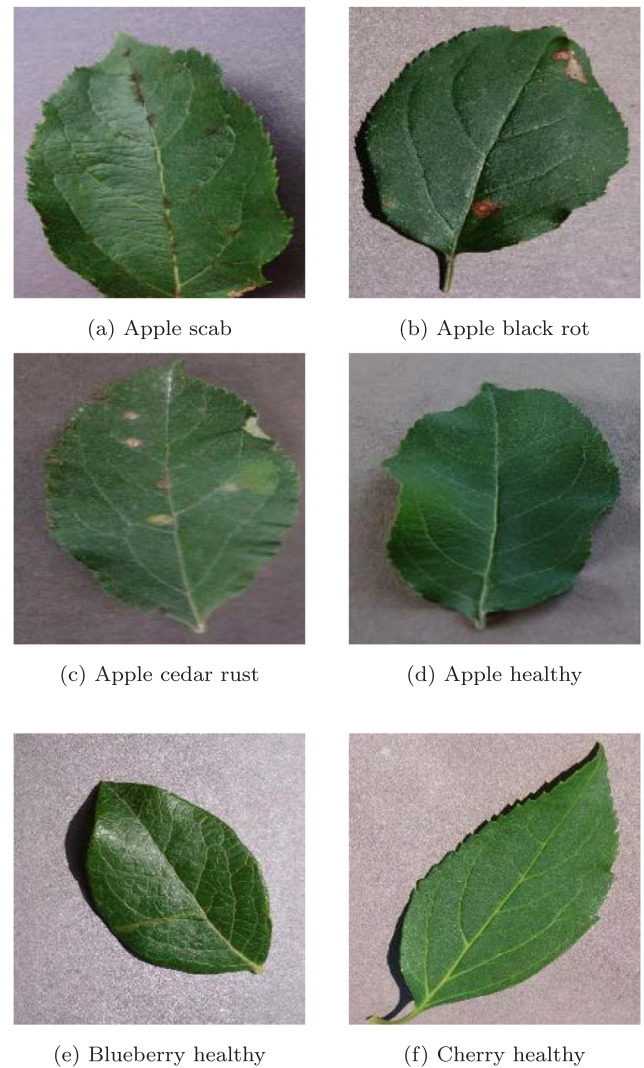 (a) Apple scab
(b) Apple black rot
(c) Apple cedar rust
(d) Apple healthy
(e) Blueberry healthy
(f) Cherry healthy